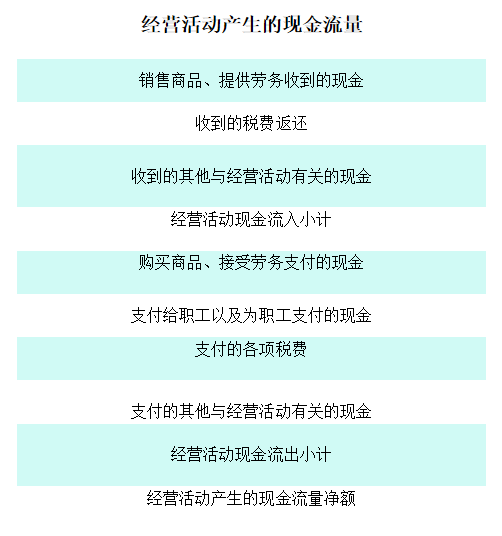 经营活动产生的现金流量
销售商品、提供劳务收到的现金
收到的税费返还
收到的其他与经营活动有关的现金
经营活动现金流入小计
购买商品、接受劳务支付的现金
支付给职工以及为职工支付的现金
支付的各项税费
支付的其他与经营活动有关的现金
经营活动现金流出小计
经营活动产生的现金流量净额